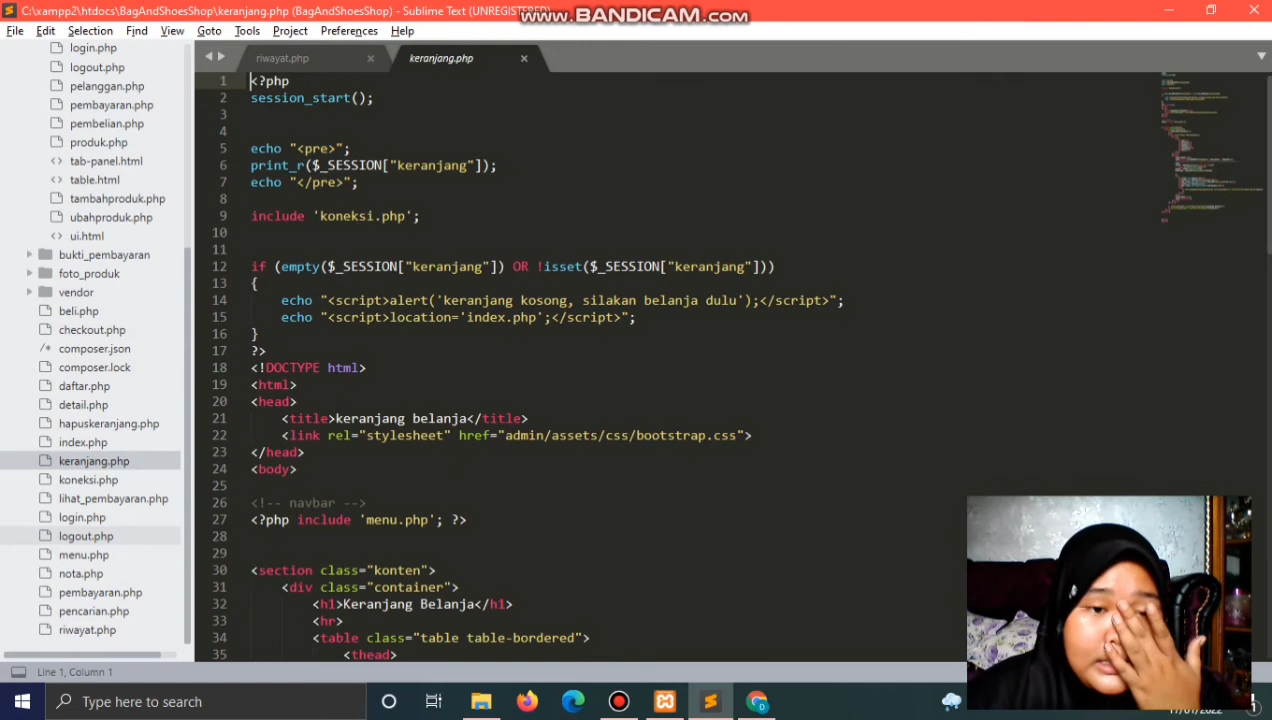 C:\xampp2\htdocs\BagAndShoesShop\keranjang.php (BagAndShoesShop) - Sublime Text (UNREGISTERED)
www.BANDICAM.com
File Edit Selection Find View Goto Tools Project Preferences Help
login.php
logout.php
pelanggan.php
pembayaran.php
pembelian.php
produk.php
<> tab-panel.html
<> table.html
tambahproduk.php
ubahproduk.php
<> ui.html
bukti_pembayaran
foto_produk
vendor
beli.php
checkout.php
/* composer.json
composer.lock
daftar.php
detail.php
hapuskeranjang.php
index.php
keranjang.php
koneksi.php
lihat_pembayaran.php
login.php
logout.php
menu.php
nota.php
pembayaran.php
pencarian.php
riwayat.php
riwayat.php × keranjang.php ×
1 <?php
2 session_start();
3
4
5 echo "<pre>";
6 print_r($_SESSION["keranjang"]);
7 echo "</pre>";
8
9 include 'koneksi.php';
10
11
12 if (empty($_SESSION["keranjang"]) OR !isset($_SESSION["keranjang"]))
13 {
14 echo "<script>alert('keranjang kosong, silakan belanja dulu');</script>";
15 echo "<script>location='index.php';</script>";
16 }
17 ?>
18 <!DOCTYPE html>
19 <html>
20 <head>
21 <title>keranjang belanja</title>
22 <link rel="stylesheet" href="admin/assets/css/bootstrap.css">
23 </head>
24 <body>
25
26 <!-- navbar -->
27 <?php include 'menu.php'; ?>
28
29
30 <section class="konten">
31 <div class="container">
32 <h1>Keranjang Belanja</h1>
33 <hr>
34 <table class="table table-bordered">
35 <thead>
Line 1, Column 1
Type here to search